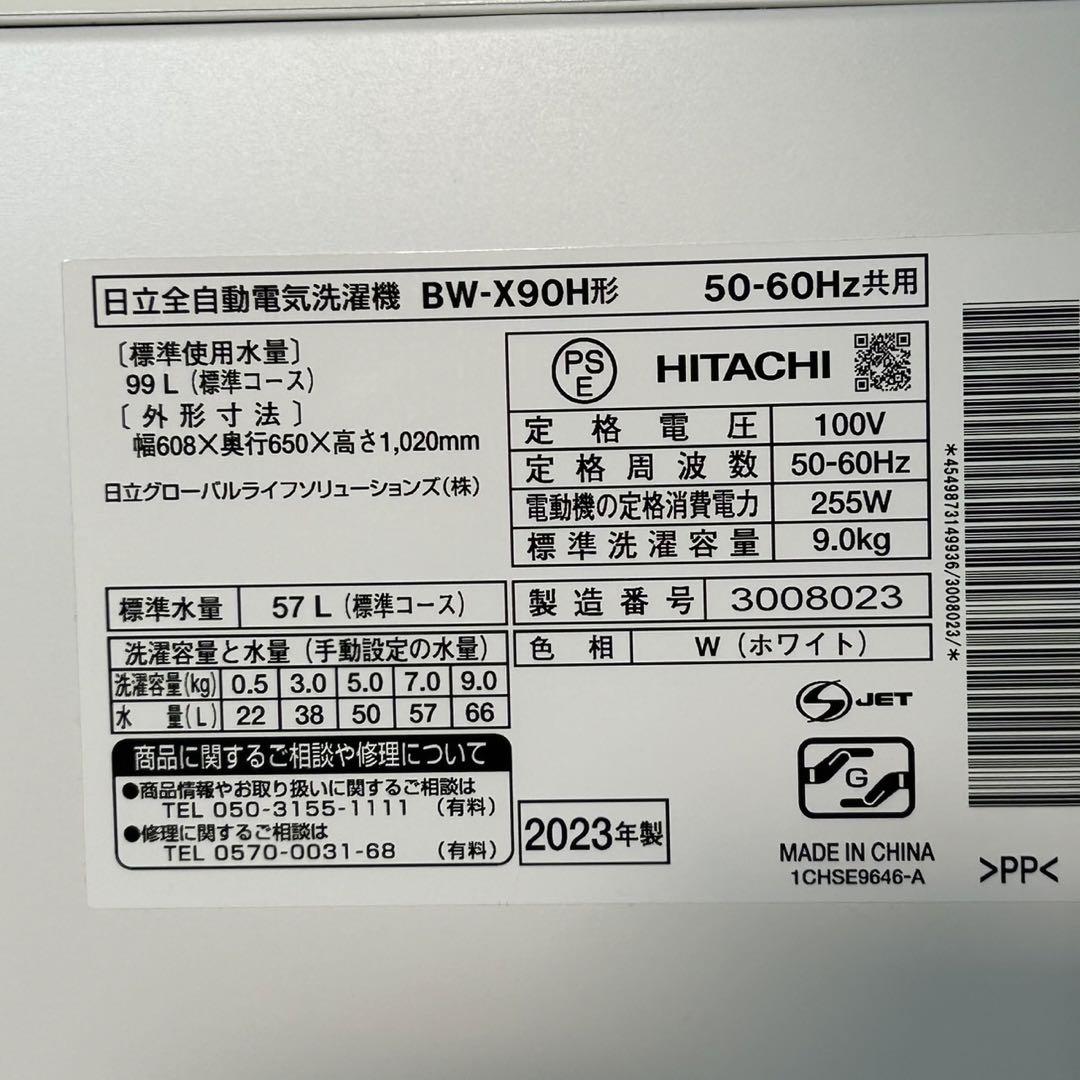 日立全自動電気洗濯機 BW-X90H形 50-60Hz共用
〔標準使用水量〕
99 L (標準コース)
〔外形寸法〕
幅608×奥行650×高さ1,020mm
日立グローバルライフソリューションズ(株)
PSE HITACHI
定格電圧 100V
定格周波数 50-60Hz
電動機の定格消費電力 255W
標準洗濯容量 9.0kg
標準水量 57 L (標準コース)
洗濯容量と水量 (手動設定の水量)
洗濯容量(kg) 0.5 3.0 5.0 7.0 9.0
水量(L) 22 38 50 57 66
製造番号 3008023
色相 W (ホワイト)
商品に関するご相談や修理について
●商品情報やお取り扱いに関するご相談は
TEL 050-3155-1111 (有料)
●修理に関するご相談は
TEL 0570-0031-68 (有料)
2023年製
S JET
G
MADE IN CHINA
1CHSE9646-A
>PP<
*4549873149936/3008023/*